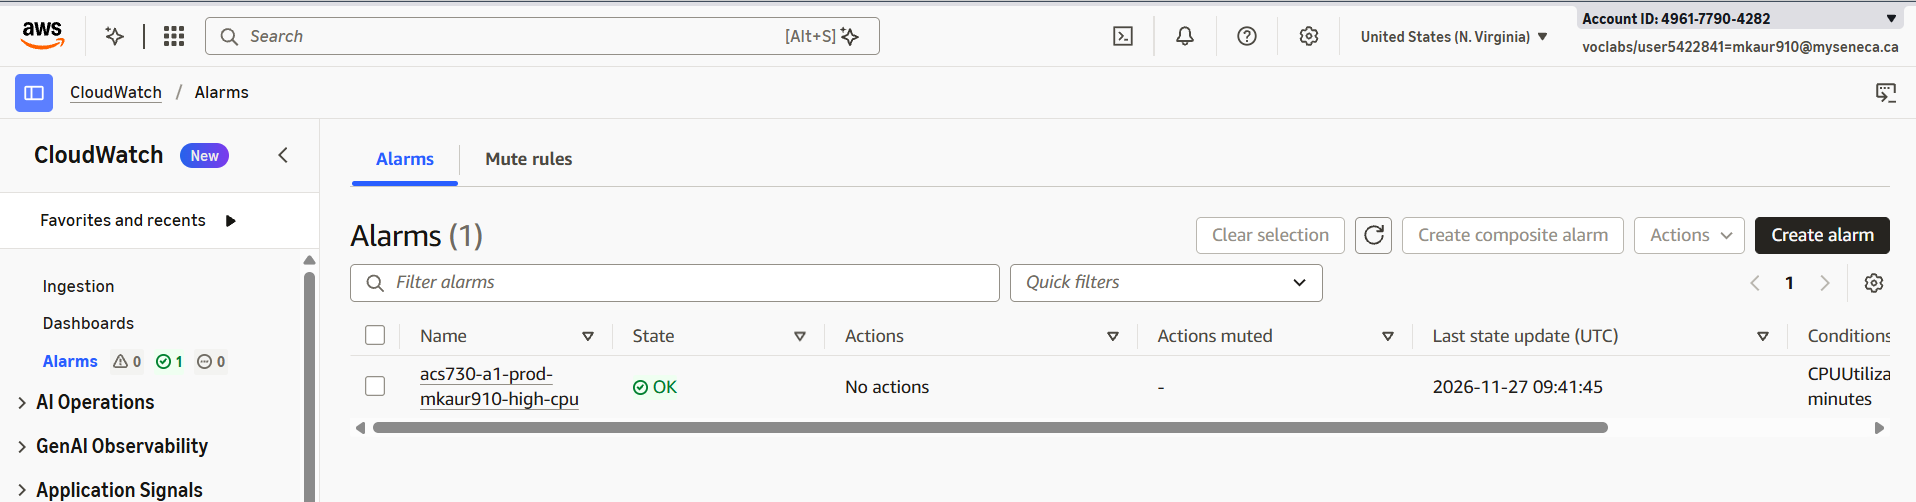 aws
Search
[Alt+S]
United States (N. Virginia)
Account ID: 4961-7790-4282
voclabs/user5422841=mkaur910@myseneca.ca
CloudWatch / Alarms
CloudWatch New
Favorites and recents
Ingestion
Dashboards
Alarms 0 1 0
AI Operations
GenAI Observability
Application Signals
Alarms
Mute rules
Alarms (1)
Clear selection
Create composite alarm
Actions
Create alarm
Filter alarms
Quick filters
1
Name
State
Actions
Actions muted
Last state update (UTC)
Conditions
acs730-a1-prod-
mkaur910-high-cpu
OK
No actions
-
2026-11-27 09:41:45
CPUUtiliza
minutes